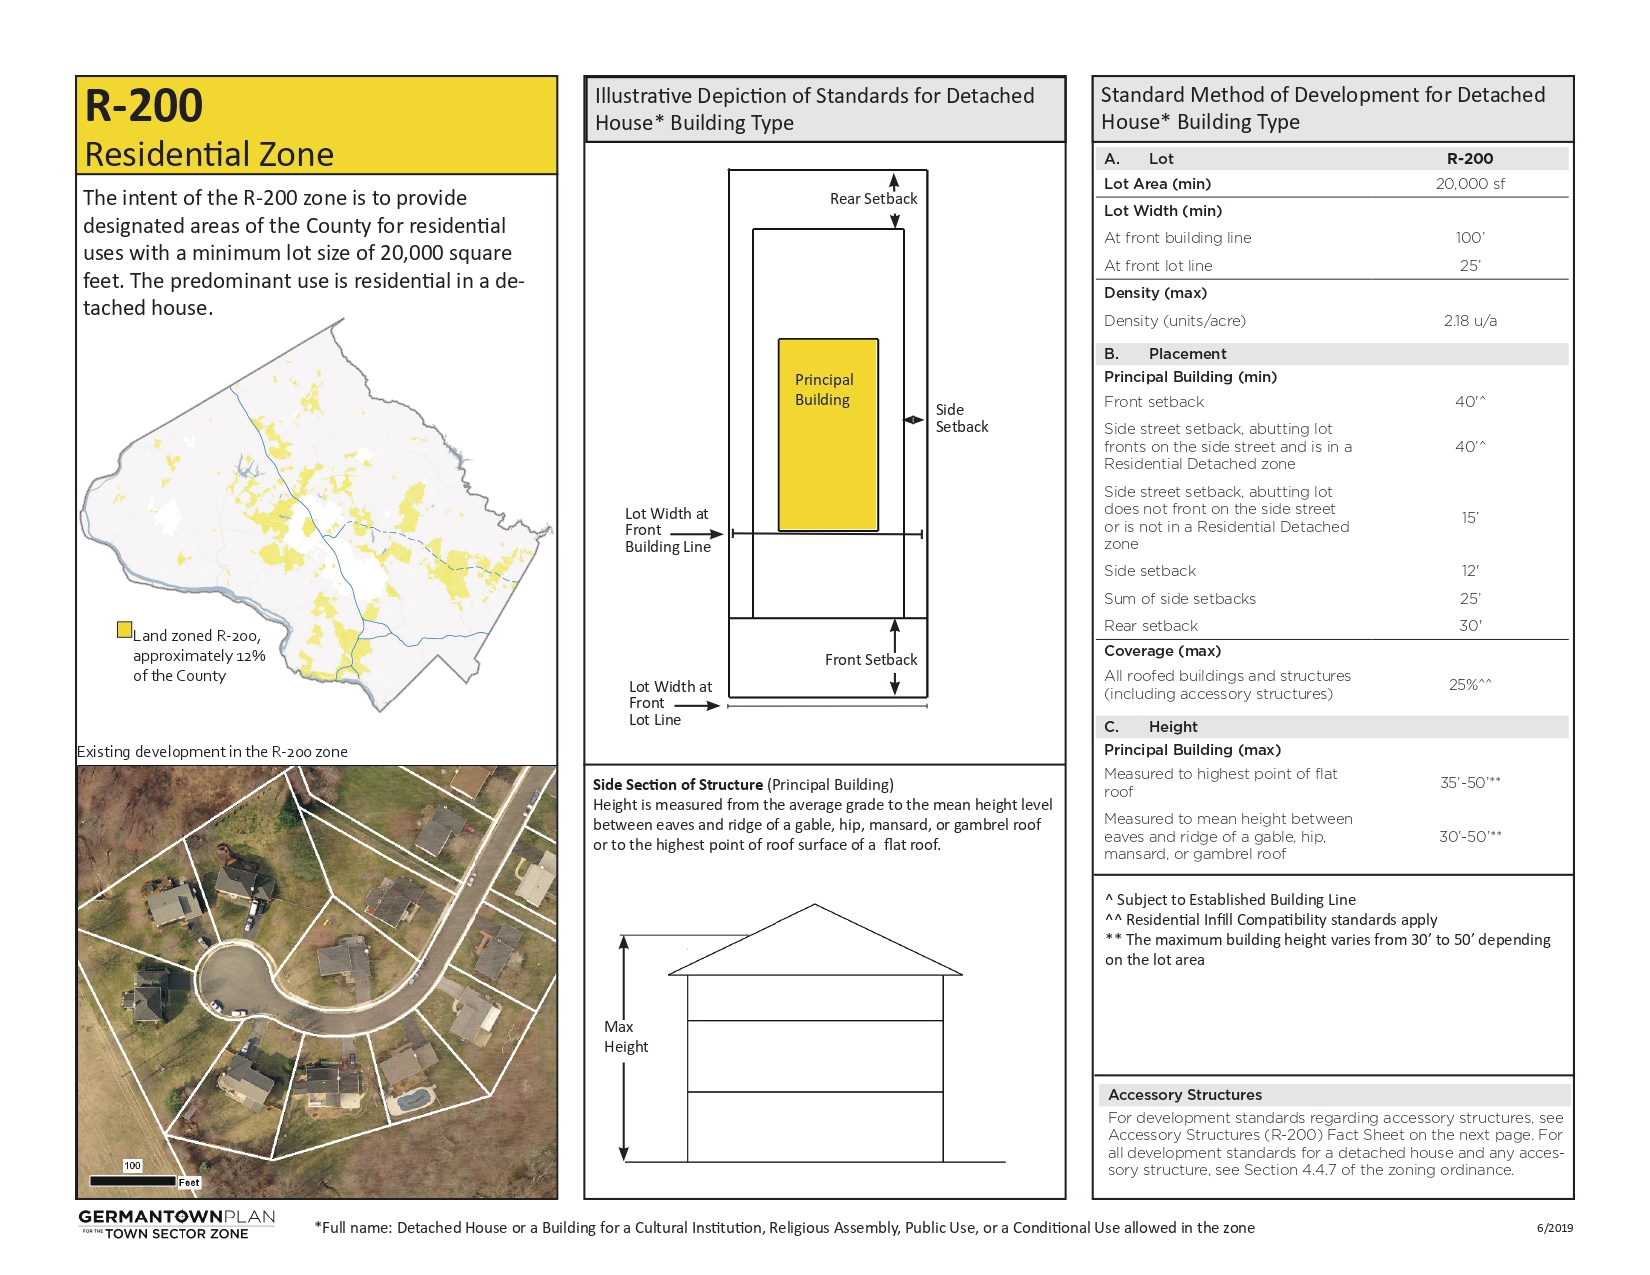 R-200
Residential Zone
The intent of the R-200 zone is to provide
designated areas of the County for residential
uses with a minimum lot size of 20,000 square
feet. The predominant use is residential in a de-
tached house.
Land zoned R-200,
approximately 12%
of the County
Existing development in the R-200 zone
100
Feet
Illustrative Depiction of Standards for Detached
House* Building Type
Rear Setback
Principal
Building
Side
Setback
Lot Width at
Front
Building Line
Front Setback
Lot Width at
Front
Lot Line
Side Section of Structure (Principal Building)
Height is measured from the average grade to the mean height level
between eaves and ridge of a gable, hip, mansard, or gambrel roof
or to the highest point of roof surface of a flat roof.
Max
Height
Standard Method of Development for Detached
House* Building Type
A. Lot R-200
Lot Area (min) 20,000 sf
Lot Width (min)
At front building line 100'
At front lot line 25'
Density (max)
Density (units/acre) 2.18 u/a
B. Placement
Principal Building (min)
Front setback 40'^
Side street setback, abutting lot
fronts on the side street and is in a 40'^
Residential Detached zone
Side street setback, abutting lot
does not front on the side street
or is not in a Residential Detached 15'
zone
Side setback 12'
Sum of side setbacks 25'
Rear setback 30'
Coverage (max)
All roofed buildings and structures
(including accessory structures) 25%^^
C. Height
Principal Building (max)
Measured to highest point of flat
roof 35'-50'**
Measured to mean height between
eaves and ridge of a gable, hip, 30'-50'**
mansard, or gambrel roof
^ Subject to Established Building Line
^^ Residential Infill Compatibility standards apply
** The maximum building height varies from 30’ to 50’ depending
on the lot area
Accessory Structures
For development standards regarding accessory structures, see
Accessory Structures (R-200) Fact Sheet on the next page. For
all development standards for a detached house and any acces-
sory structure, see Section 4.4.7 of the zoning ordinance.
GERMANTOWNPLAN
FOR THE TOWN SECTOR ZONE
*Full name: Detached House or a Building for a Cultural Institution, Religious Assembly, Public Use, or a Conditional Use allowed in the zone
6/2019